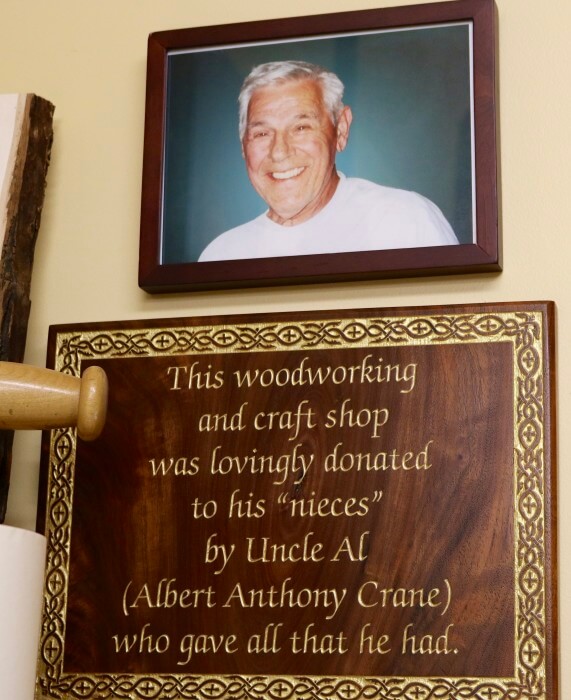 This woodworking
and craft shop
was lovingly donated
to his “nieces”
by Uncle Al
(Albert Anthony Crane)
who gave all that he had.